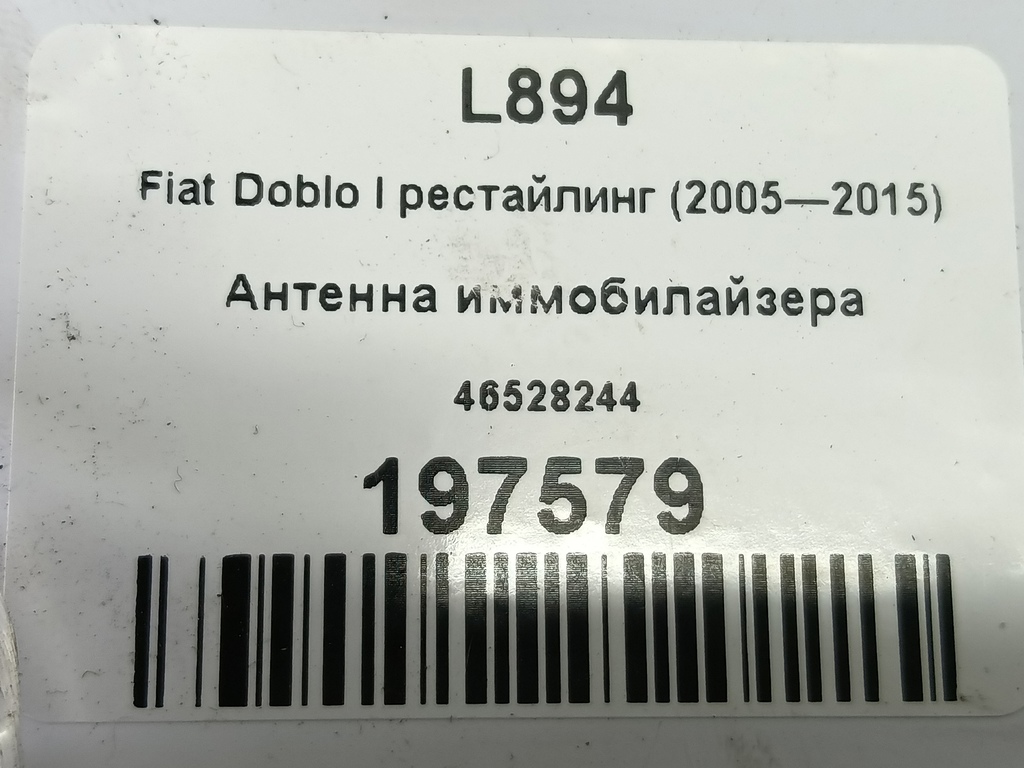 L894
Fiat Doblo I рестайлинг (2005—2015)
Антенна иммобилайзера
46528244
197579